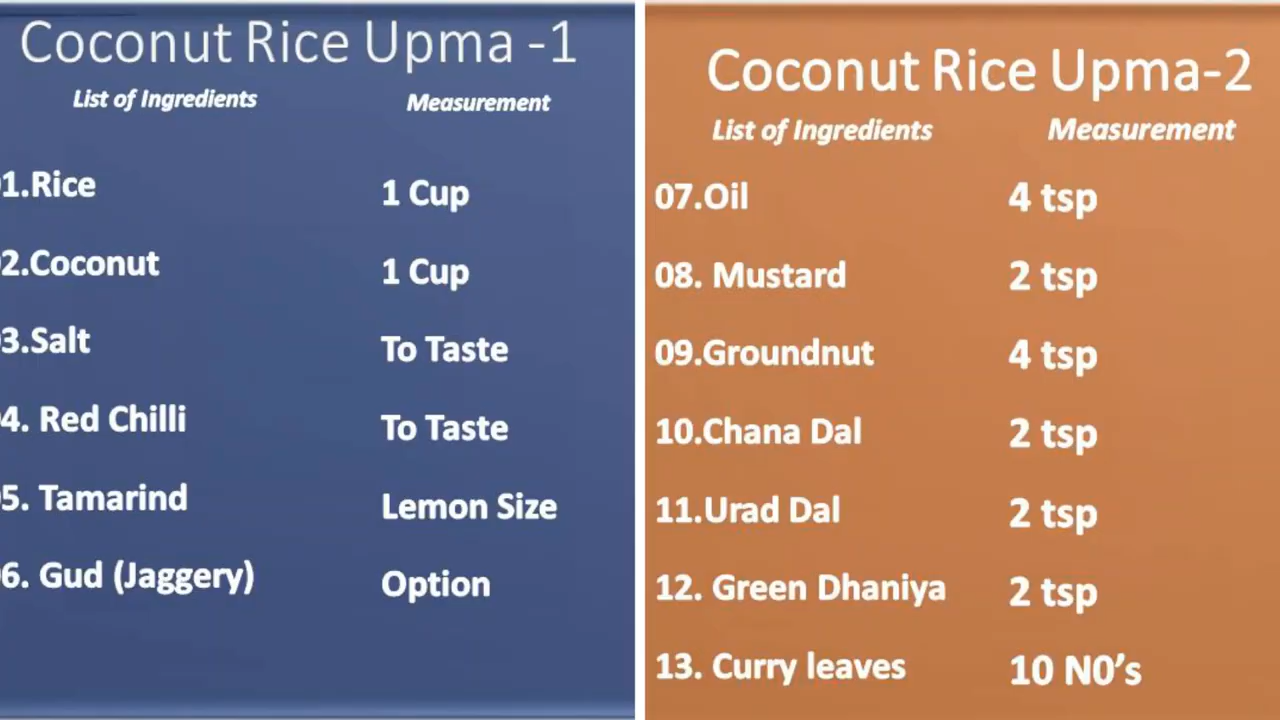 Coconut Rice Upma -1
List of Ingredients Measurement
1.Rice 1 Cup
2.Coconut 1 Cup
3.Salt To Taste
4. Red Chilli To Taste
5. Tamarind Lemon Size
6. Gud (Jaggery) Option
Coconut Rice Upma-2
List of Ingredients Measurement
07.Oil 4 tsp
08. Mustard 2 tsp
09.Groundnut 4 tsp
10.Chana Dal 2 tsp
11.Urad Dal 2 tsp
12. Green Dhaniya 2 tsp
13. Curry leaves 10 N0’s